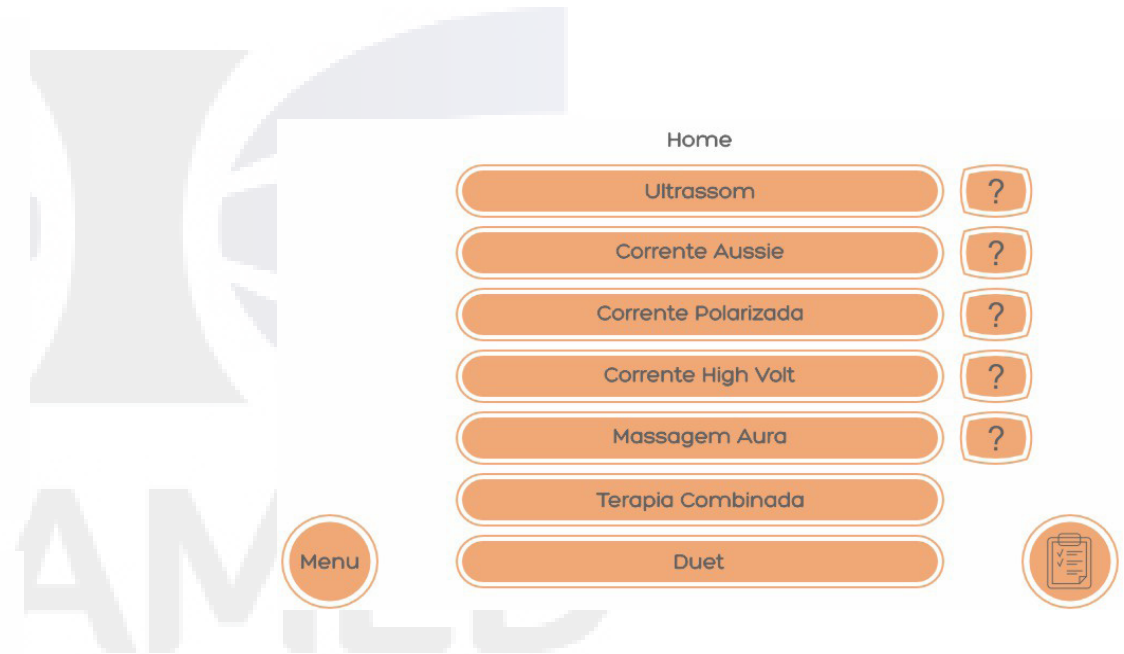 Home
Ultrassom
?
Corrente Aussie
?
Corrente Polarizada
?
Corrente High Volt
?
Massagem Aura
?
Terapia Combinada
Menu
Duet